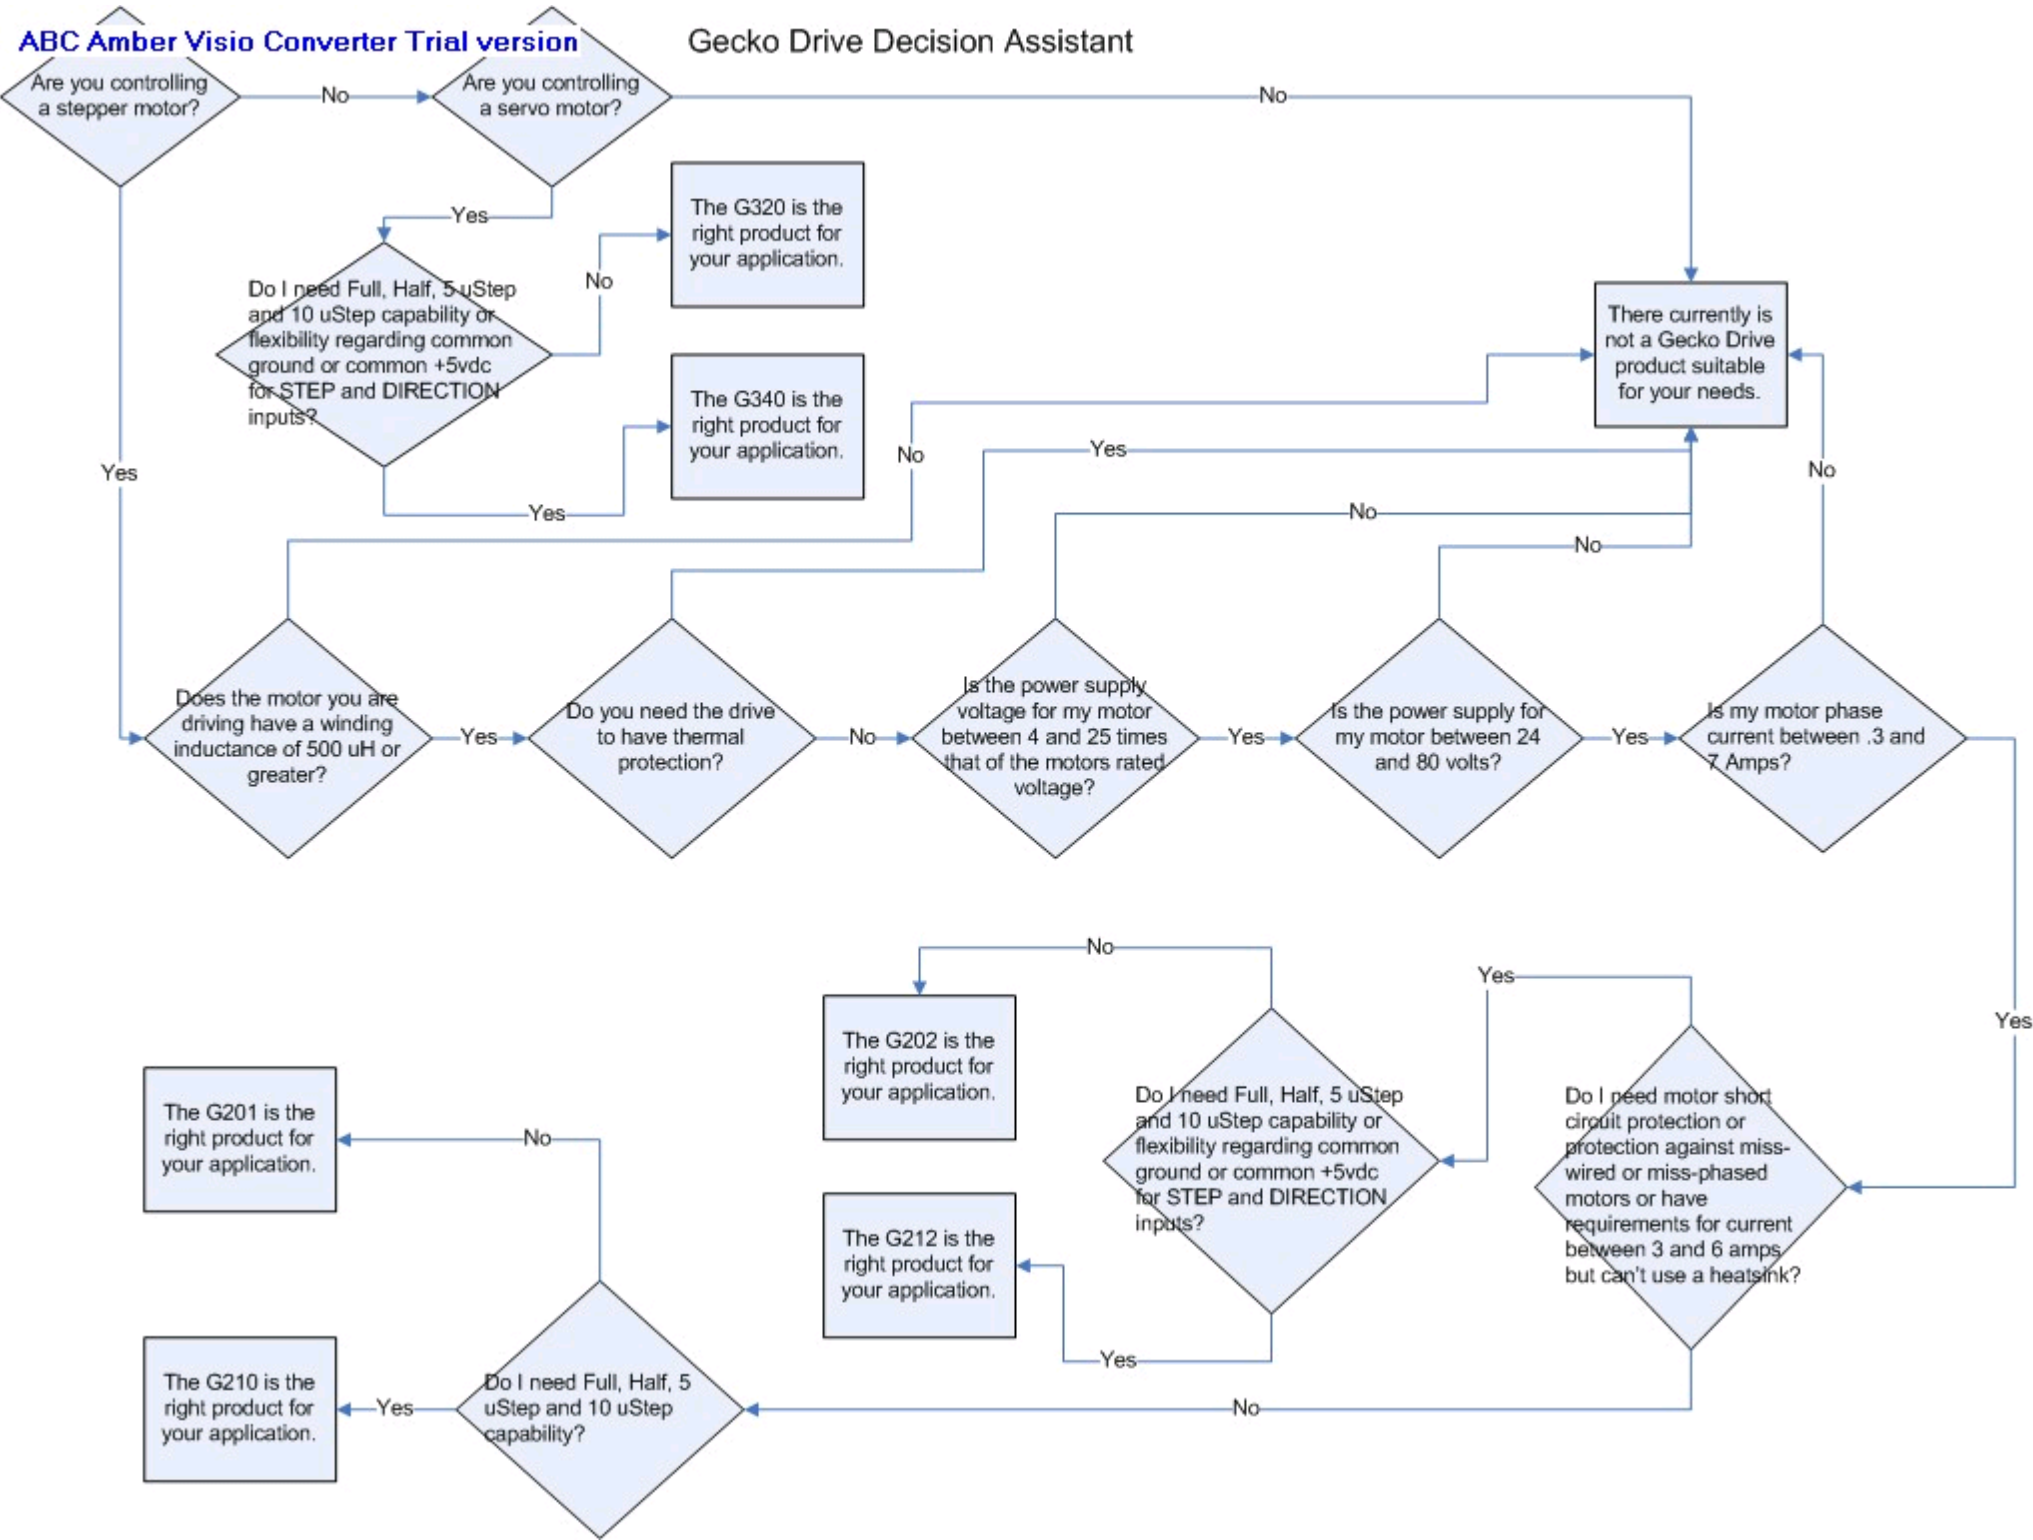 ABC Amber Visio Converter Trial version
Gecko Drive Decision Assistant
Are you controlling
a stepper motor?
No
Are you controlling
a servo motor?
No
Yes
The G320 is the
right product for
your application.
No
Do I need Full, Half, 5 uStep
and 10 uStep capability or
flexibility regarding common
ground or common +5vdc
for STEP and DIRECTION
inputs?
There currently is
not a Gecko Drive
product suitable
for your needs.
The G340 is the
right product for
your application.
Yes
No
Yes
No
Yes
No
No
Does the motor you are
driving have a winding
inductance of 500 uH or
greater?
Yes
Do you need the drive
to have thermal
protection?
No
Is the power supply
voltage for my motor
between 4 and 25 times
that of the motors rated
voltage?
Yes
Is the power supply for
my motor between 24
and 80 volts?
Yes
Is my motor phase
current between .3 and
7 Amps?
No
Yes
Yes
The G202 is the
right product for
your application.
Do I need Full, Half, 5 uStep
and 10 uStep capability or
flexibility regarding common
ground or common +5vdc
for STEP and DIRECTION
inputs?
Do I need motor short
circuit protection or
protection against miss-
wired or miss-phased
motors or have
requirements for current
between 3 and 6 amps
but can't use a heatsink?
The G201 is the
right product for
your application.
No
The G212 is the
right product for
your application.
Yes
The G210 is the
right product for
your application.
Yes
Do I need Full, Half, 5
uStep and 10 uStep
capability?
No